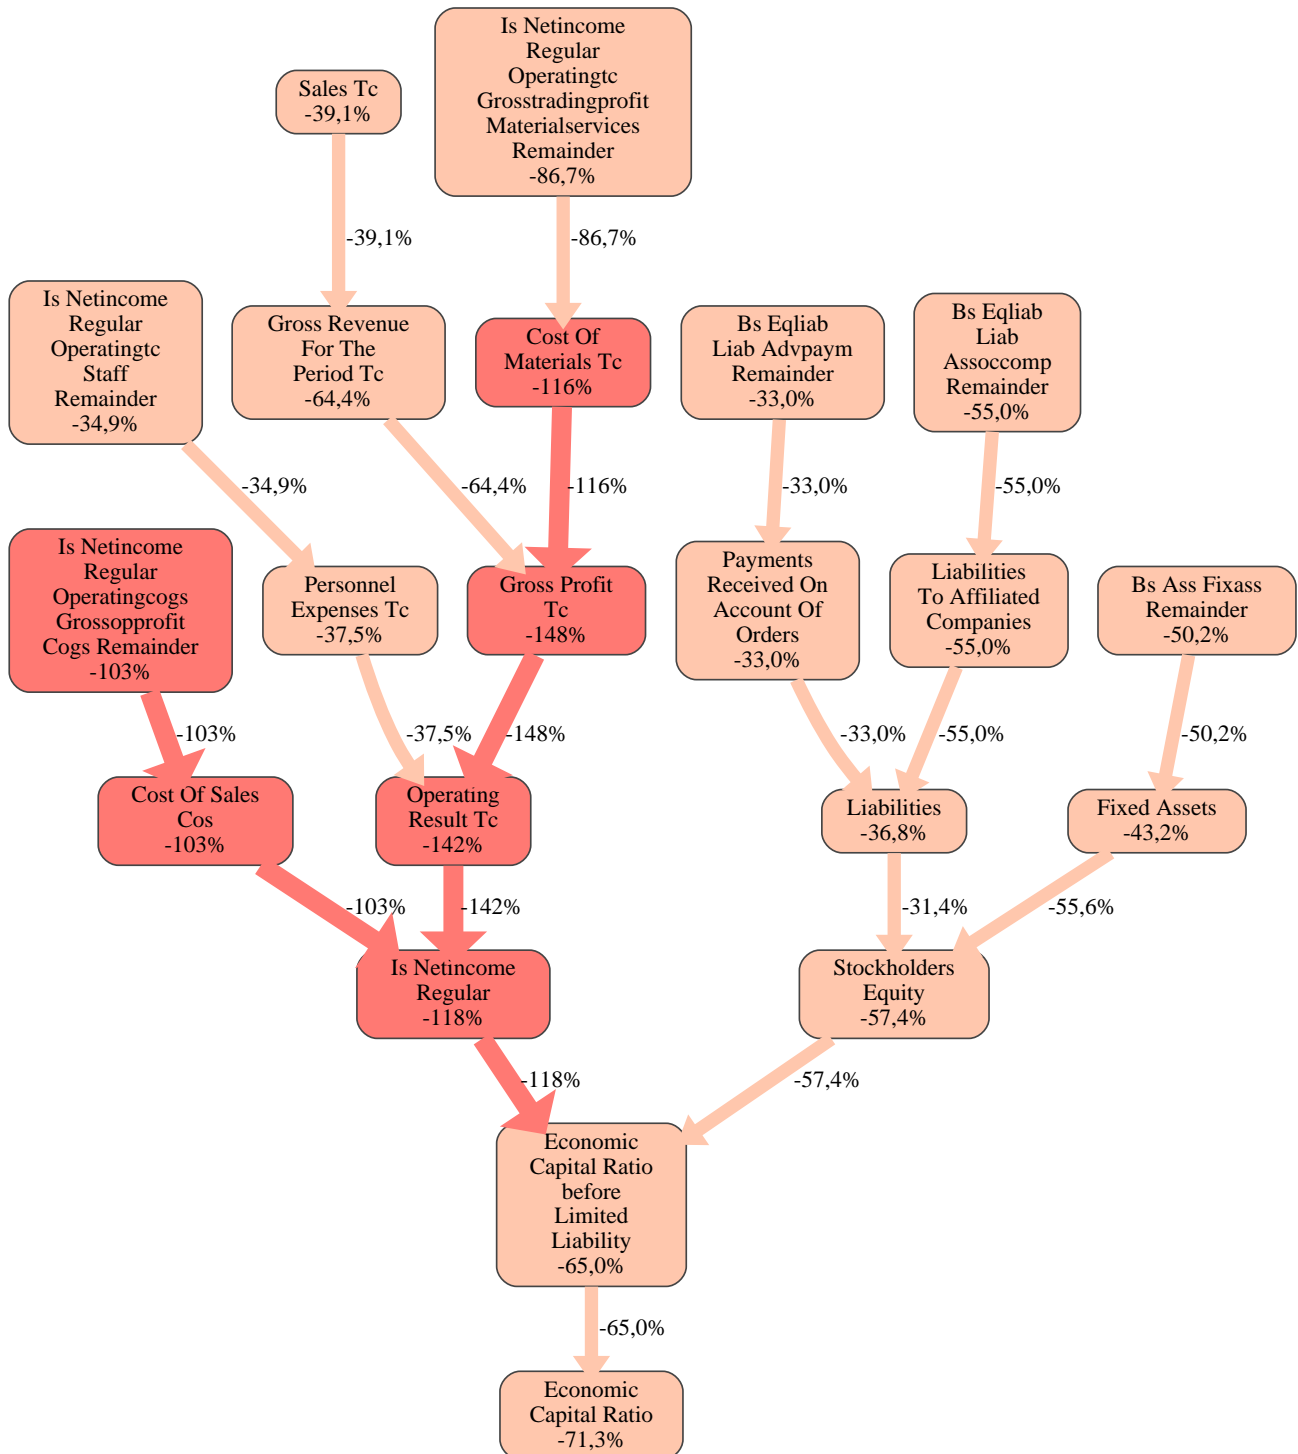 Is Netincome
Regular
Operatingtc
Grosstradingprofit
Materialservices
Remainder
-86,7%
Sales Tc
-39,1%
-39,1%
-86,7%
Is Netincome
Regular
Operatingtc
Staff
Remainder
-34,9%
Gross Revenue
For The
Period Tc
-64,4%
Cost Of
Materials Tc
-116%
Bs Eqliab
Liab Advpaym
Remainder
-33,0%
Bs Eqliab
Liab
Assoccomp
Remainder
-55,0%
-34,9%
-64,4%
-116%
-33,0%
-55,0%
Is Netincome
Regular
Operatingcogs
Grossopprofit
Cogs Remainder
-103%
Personnel
Expenses Tc
-37,5%
Gross Profit
Tc
-148%
Payments
Received On
Account Of
Orders
-33,0%
Liabilities
To Affiliated
Companies
-55,0%
Bs Ass Fixass
Remainder
-50,2%
-103%
-37,5%
-148%
-33,0%
-55,0%
-50,2%
Cost Of Sales
Cos
-103%
Operating
Result Tc
-142%
Liabilities
-36,8%
Fixed Assets
-43,2%
-103%
-142%
-31,4%
-55,6%
Is Netincome
Regular
-118%
Stockholders
Equity
-57,4%
-118%
-57,4%
Economic
Capital Ratio
before
Limited
Liability
-65,0%
-65,0%
Economic
Capital Ratio
-71,3%